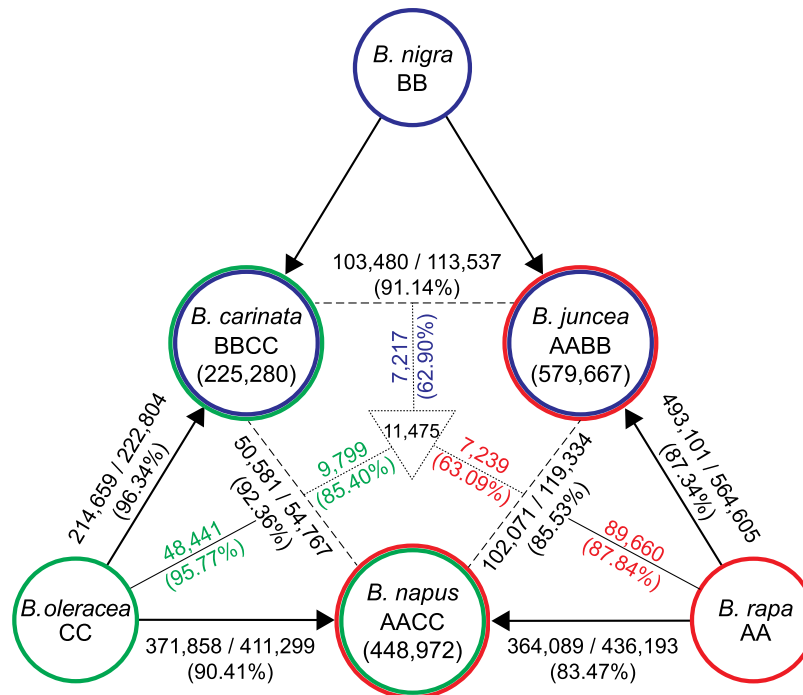 B. nigra
BB
103,480 / 113,537
(91.14%)
B. carinata
BBCC
(225,280)
B. juncea
AABB
(579,667)
7,217
(62.90%)
11,475
214,659 / 222,804
(96.34%)
50,581 / 54,767
(92.36%)
9,799
(85.40%)
7,239
(63.09%)
102,071 / 119,334
(85.53%)
493,101 / 564,605
(87.34%)
48,441
(95.77%)
89,660
(87.84%)
B.oleracea
CC
B. napus
AACC
(448,972)
B. rapa
AA
371,858 / 411,299
(90.41%)
364,089 / 436,193
(83.47%)